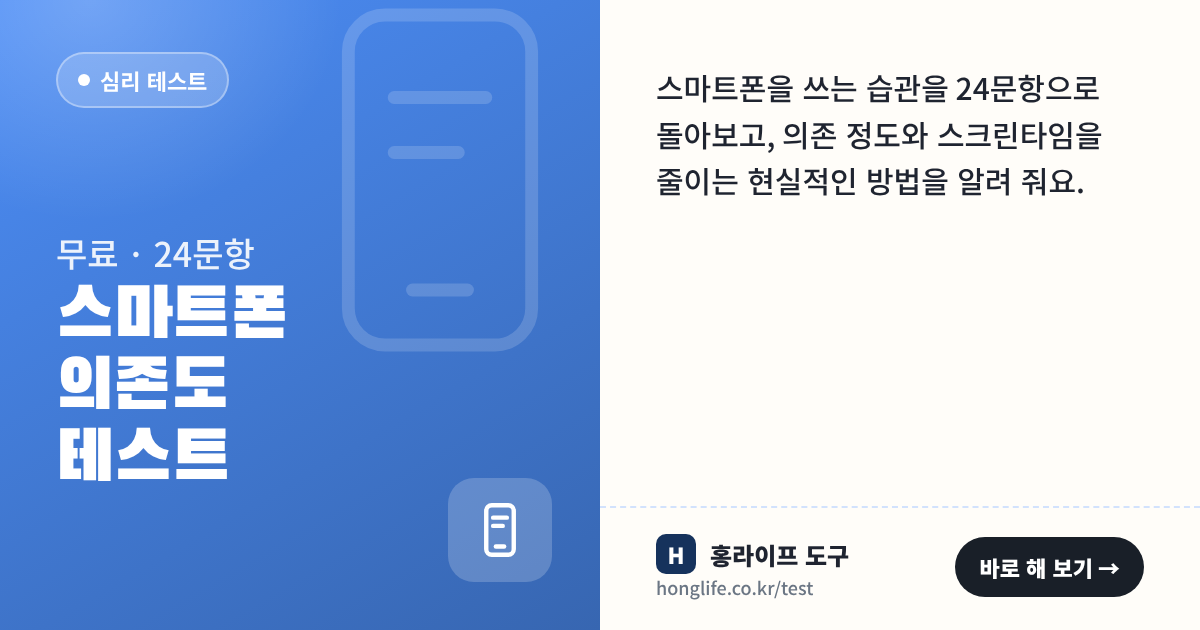 심리 테스트
무료 · 24문항
스마트폰
의존도
테스트
스마트폰을 쓰는 습관을 24문항으로
돌아보고, 의존 정도와 스크린타임을
줄이는 현실적인 방법을 알려 줘요.
H 홍라이프 도구
honglife.co.kr/test
바로 해 보기 →